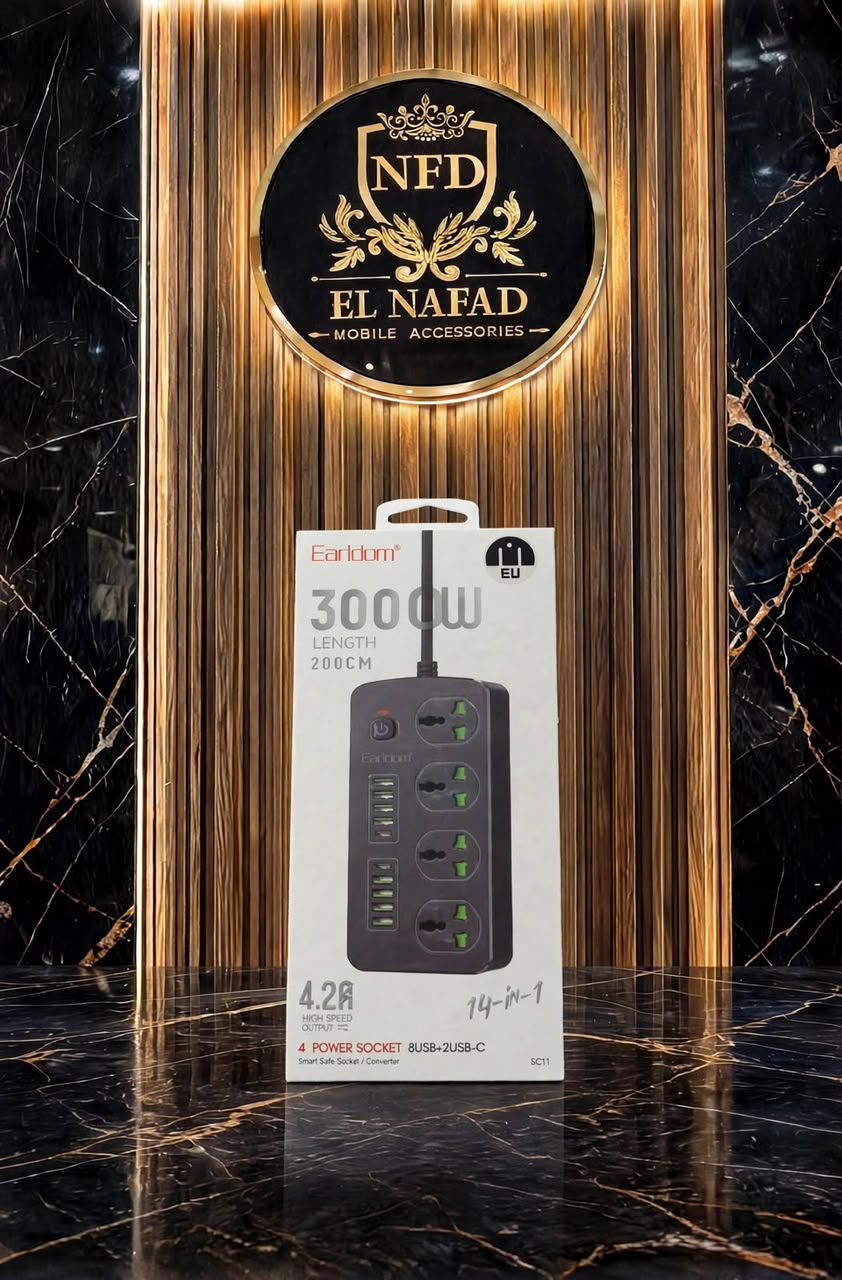 NFD
EL NAFAD
MOBILE ACCESSORIES
Earldom®
EU
3000W
LENGTH
200CM
Earldom
4.2A
HIGH SPEED
OUTPUT
14-iN-1
4 POWER SOCKET 8USB+2USB-C
Smart Safe Socket / Converter
SC11